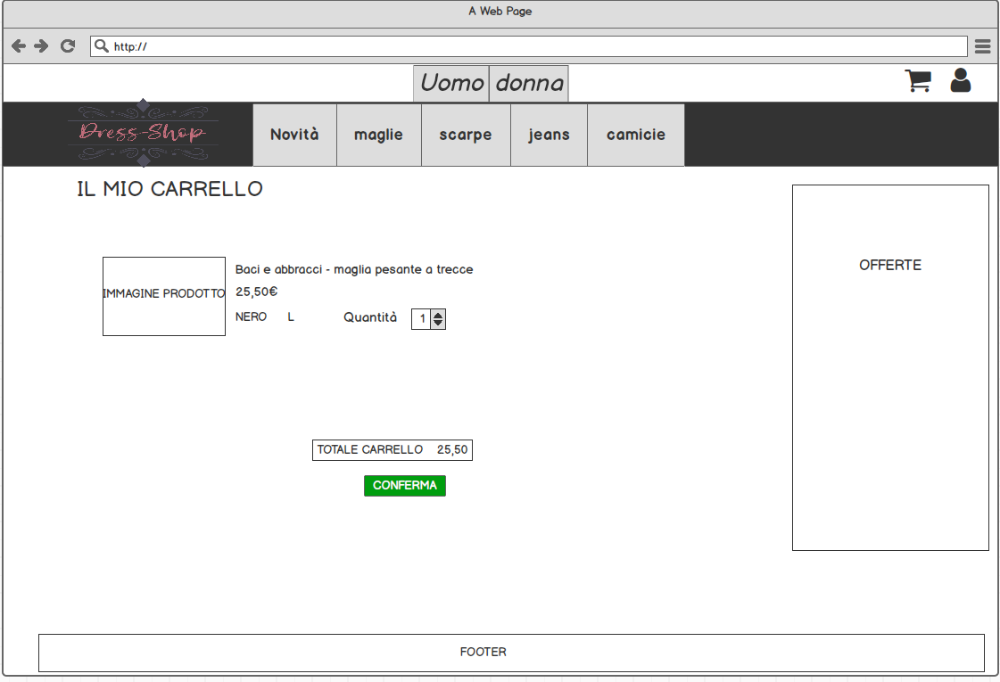 A Web Page
http://
Uomo donna
Dress-Shop
Novità maglie scarpe jeans camicie
IL MIO CARRELLO
OFFERTE
Baci e abbracci - maglia pesante a trecce
IMMAGINE PRODOTTO
25,50€
NERO L Quantità 1
TOTALE CARRELLO 25,50
CONFERMA
FOOTER